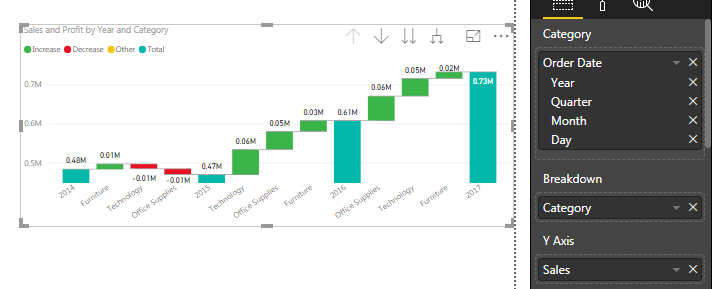 Sales and Profit by Year and Category
Increase Decrease Other Total
0.7M
0.6M
0.5M
0.48M
0.01M
-0.01M
-0.01M
0.47M
0.06M
0.05M
0.03M
0.61M
0.06M
0.05M
0.02M
0.73M
2014
Furniture
Technology
Office Supplies
2015
Technology
Office Supplies
Furniture
2016
Office Supplies
Technology
Furniture
2017
Category
Order Date
Year
Quarter
Month
Day
Breakdown
Category
Y Axis
Sales